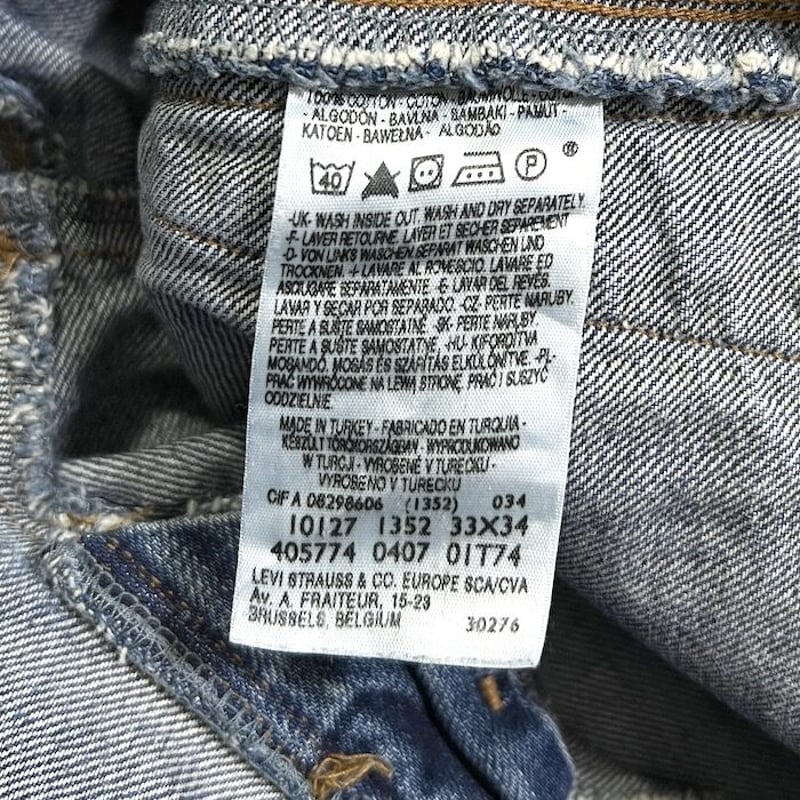 100% COTTON - COTON - BAUMWOLLE -
- ALGODÓN - BAVLNA - SAMBAKI - PAMUT -
KATOEN - BAWEŁNA - ALGODÃO
40 P ®
-UK- WASH INSIDE OUT. WASH AND DRY SEPARATELY
-F- LAVER RETOURNE. LAVER ET SECHER SEPAREMENT
-D- VON LINKS WASCHEN SEPARAT WASCHEN UND
TROCKNEN. -I- LAVARE AL ROVESCIO. LAVARE ED
ASCIUGARE SEPARATAMENTE. -E- LAVAR DEL REVES.
LAVAR Y SECAR POR SEPARADO. -CZ- PERTE NARUBY.
PERTE A SUŠTE SAMOSTATNĚ. -SK- PERTE NARUBY.
PERTE A SUŠTE SAMOSTATNE. -HU- KIFORDÍTVA
MOSANDÓ. MOSÁS ÉS SZÁRÍTÁS ELKÜLÖNÍTVE. -PL-
PRAĆ WYWRÓCONE NA LEWĄ STRONĘ, PRAĆ I SUSZYĆ
ODDZIELNIE
MADE IN TURKEY - FABRICADO EN TURQUIA -
KÉSZÜLT TÖRÖKORSZÁGBAN - WYPRODUKOWANO
W TURCJI - VYROBENÉ V TURECKU -
VYROBENO V TURECKU
CIF A 08298606 (1352) 034
10127 1352 33X34
405774 0407 01T74
LEVI STRAUSS & CO. EUROPE SCA/CVA
Av. A. FRAITEUR, 15-23
BRUSSELS, BELGIUM 30276